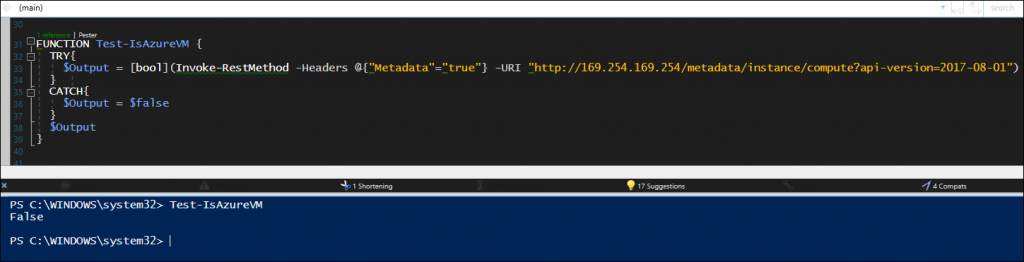 (main)
search
30
1 reference | Pester
31 FUNCTION Test-IsAzureVM {
32 TRY{
33 $Output = [bool](Invoke-RestMethod -Headers @{"Metadata"="true"} -URI "http://169.254.169.254/metadata/instance/compute?api-version=2017-08-01")
34 }
35 CATCH{
36 $Output = $false
37 }
38 $Output
39 }
40
41
1 Shortening
17 Suggestions
4 Compats
PS C:\WINDOWS\system32> Test-IsAzureVM
False
PS C:\WINDOWS\system32>